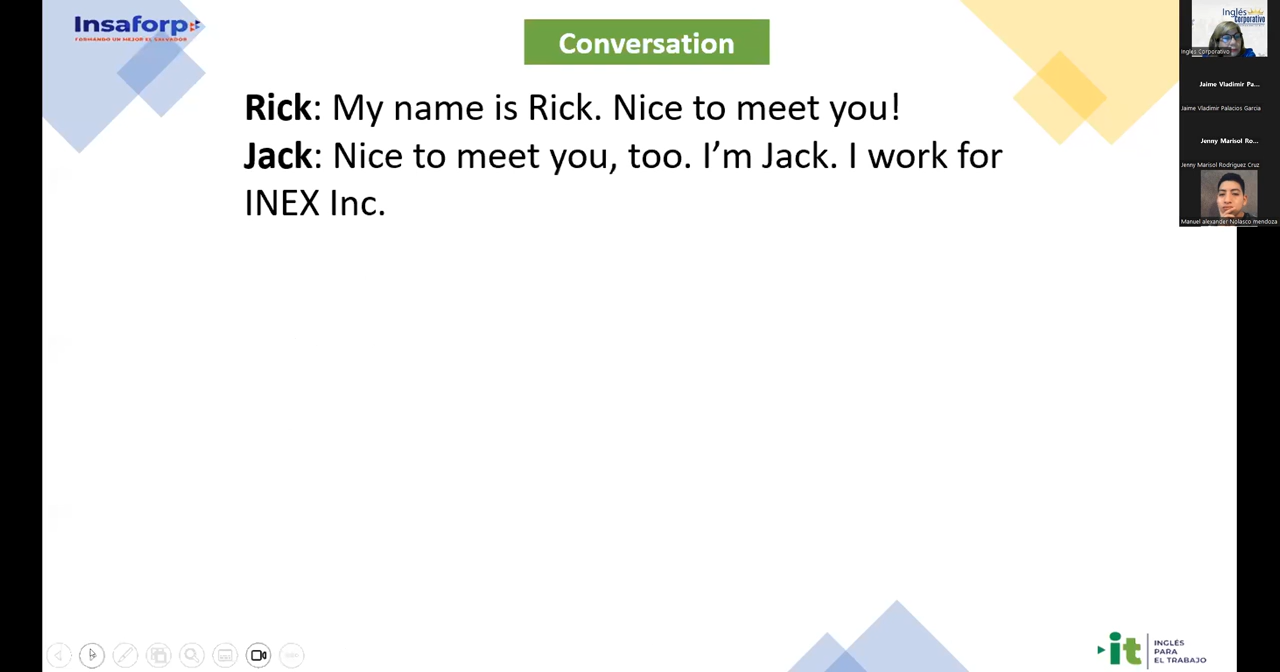 Insaforp
FORMANDO UN MEJOR EL SALVADOR
Conversation
Rick: My name is Rick. Nice to meet you!
Jack: Nice to meet you, too. I’m Jack. I work for
INEX Inc.
Inglés
Corporativo
Ingles Corporativo
Jaime Vladimir Pa...
Jaime Vladimir Palacios Garcia
Jenny Marisol Ro...
Jenny Marisol Rodriguez Cruz
Manuel alexander Nolasco mendoza
it
INGLÉS
PARA
EL TRABAJO